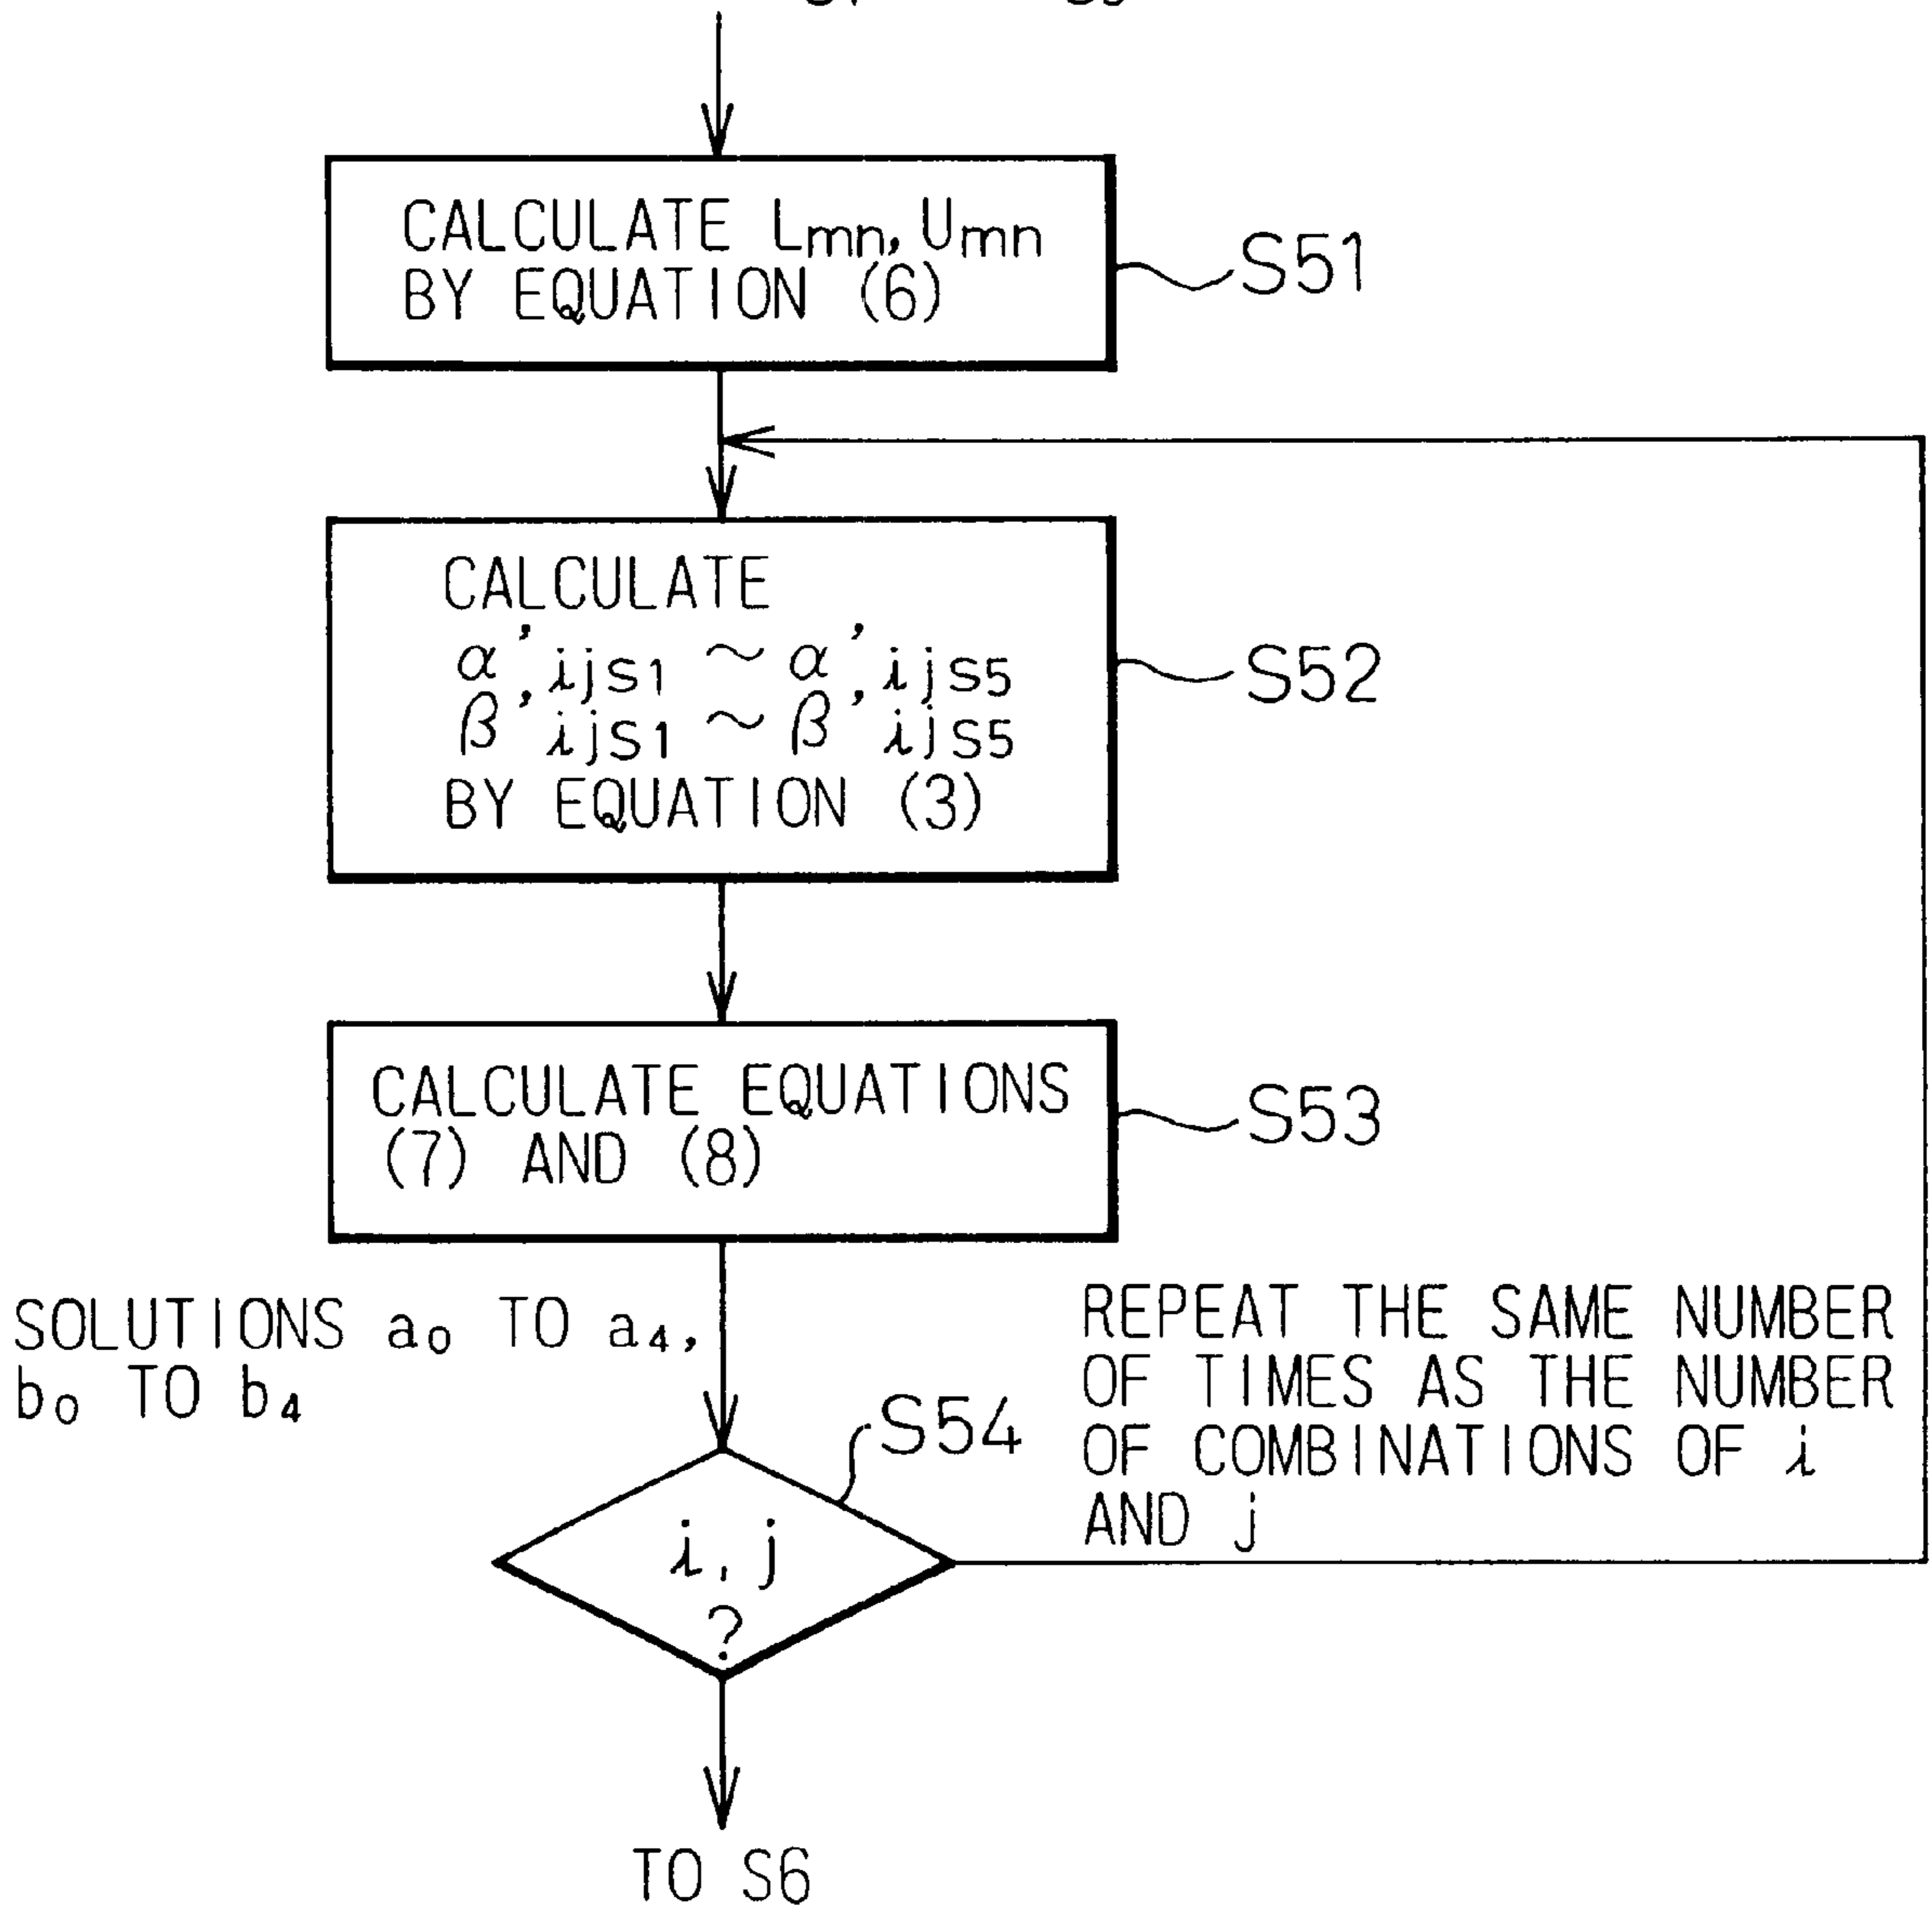 CALCULATE Lmn, Umn
BY EQUATION (6)
S51
CALCULATE
α'ijs1 ~ α'ijs5
β'ijs1 ~ β'ijs5
BY EQUATION (3)
S52
CALCULATE EQUATIONS
(7) AND (8)
S53
SOLUTIONS a0 TO a4,
b0 TO b4
REPEAT THE SAME NUMBER
OF TIMES AS THE NUMBER
OF COMBINATIONS OF i
AND j
S54
i, j
?
TO S6